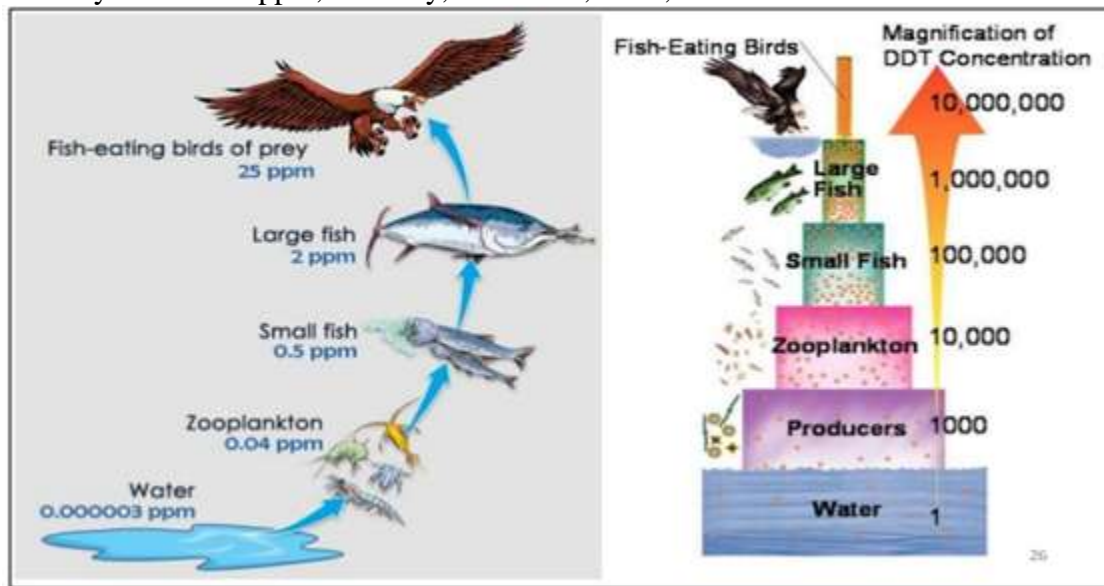 Fish-eating birds of prey
25 ppm
Large fish
2 ppm
Small fish
0.5 ppm
Zooplankton
0.04 ppm
Water
0.000003 ppm
Fish-Eating Birds
Magnification of
DDT Concentration
10,000,000
Large
Fish
1,000,000
Small Fish
100,000
Zooplankton
10,000
Producers
1000
Water
1
26